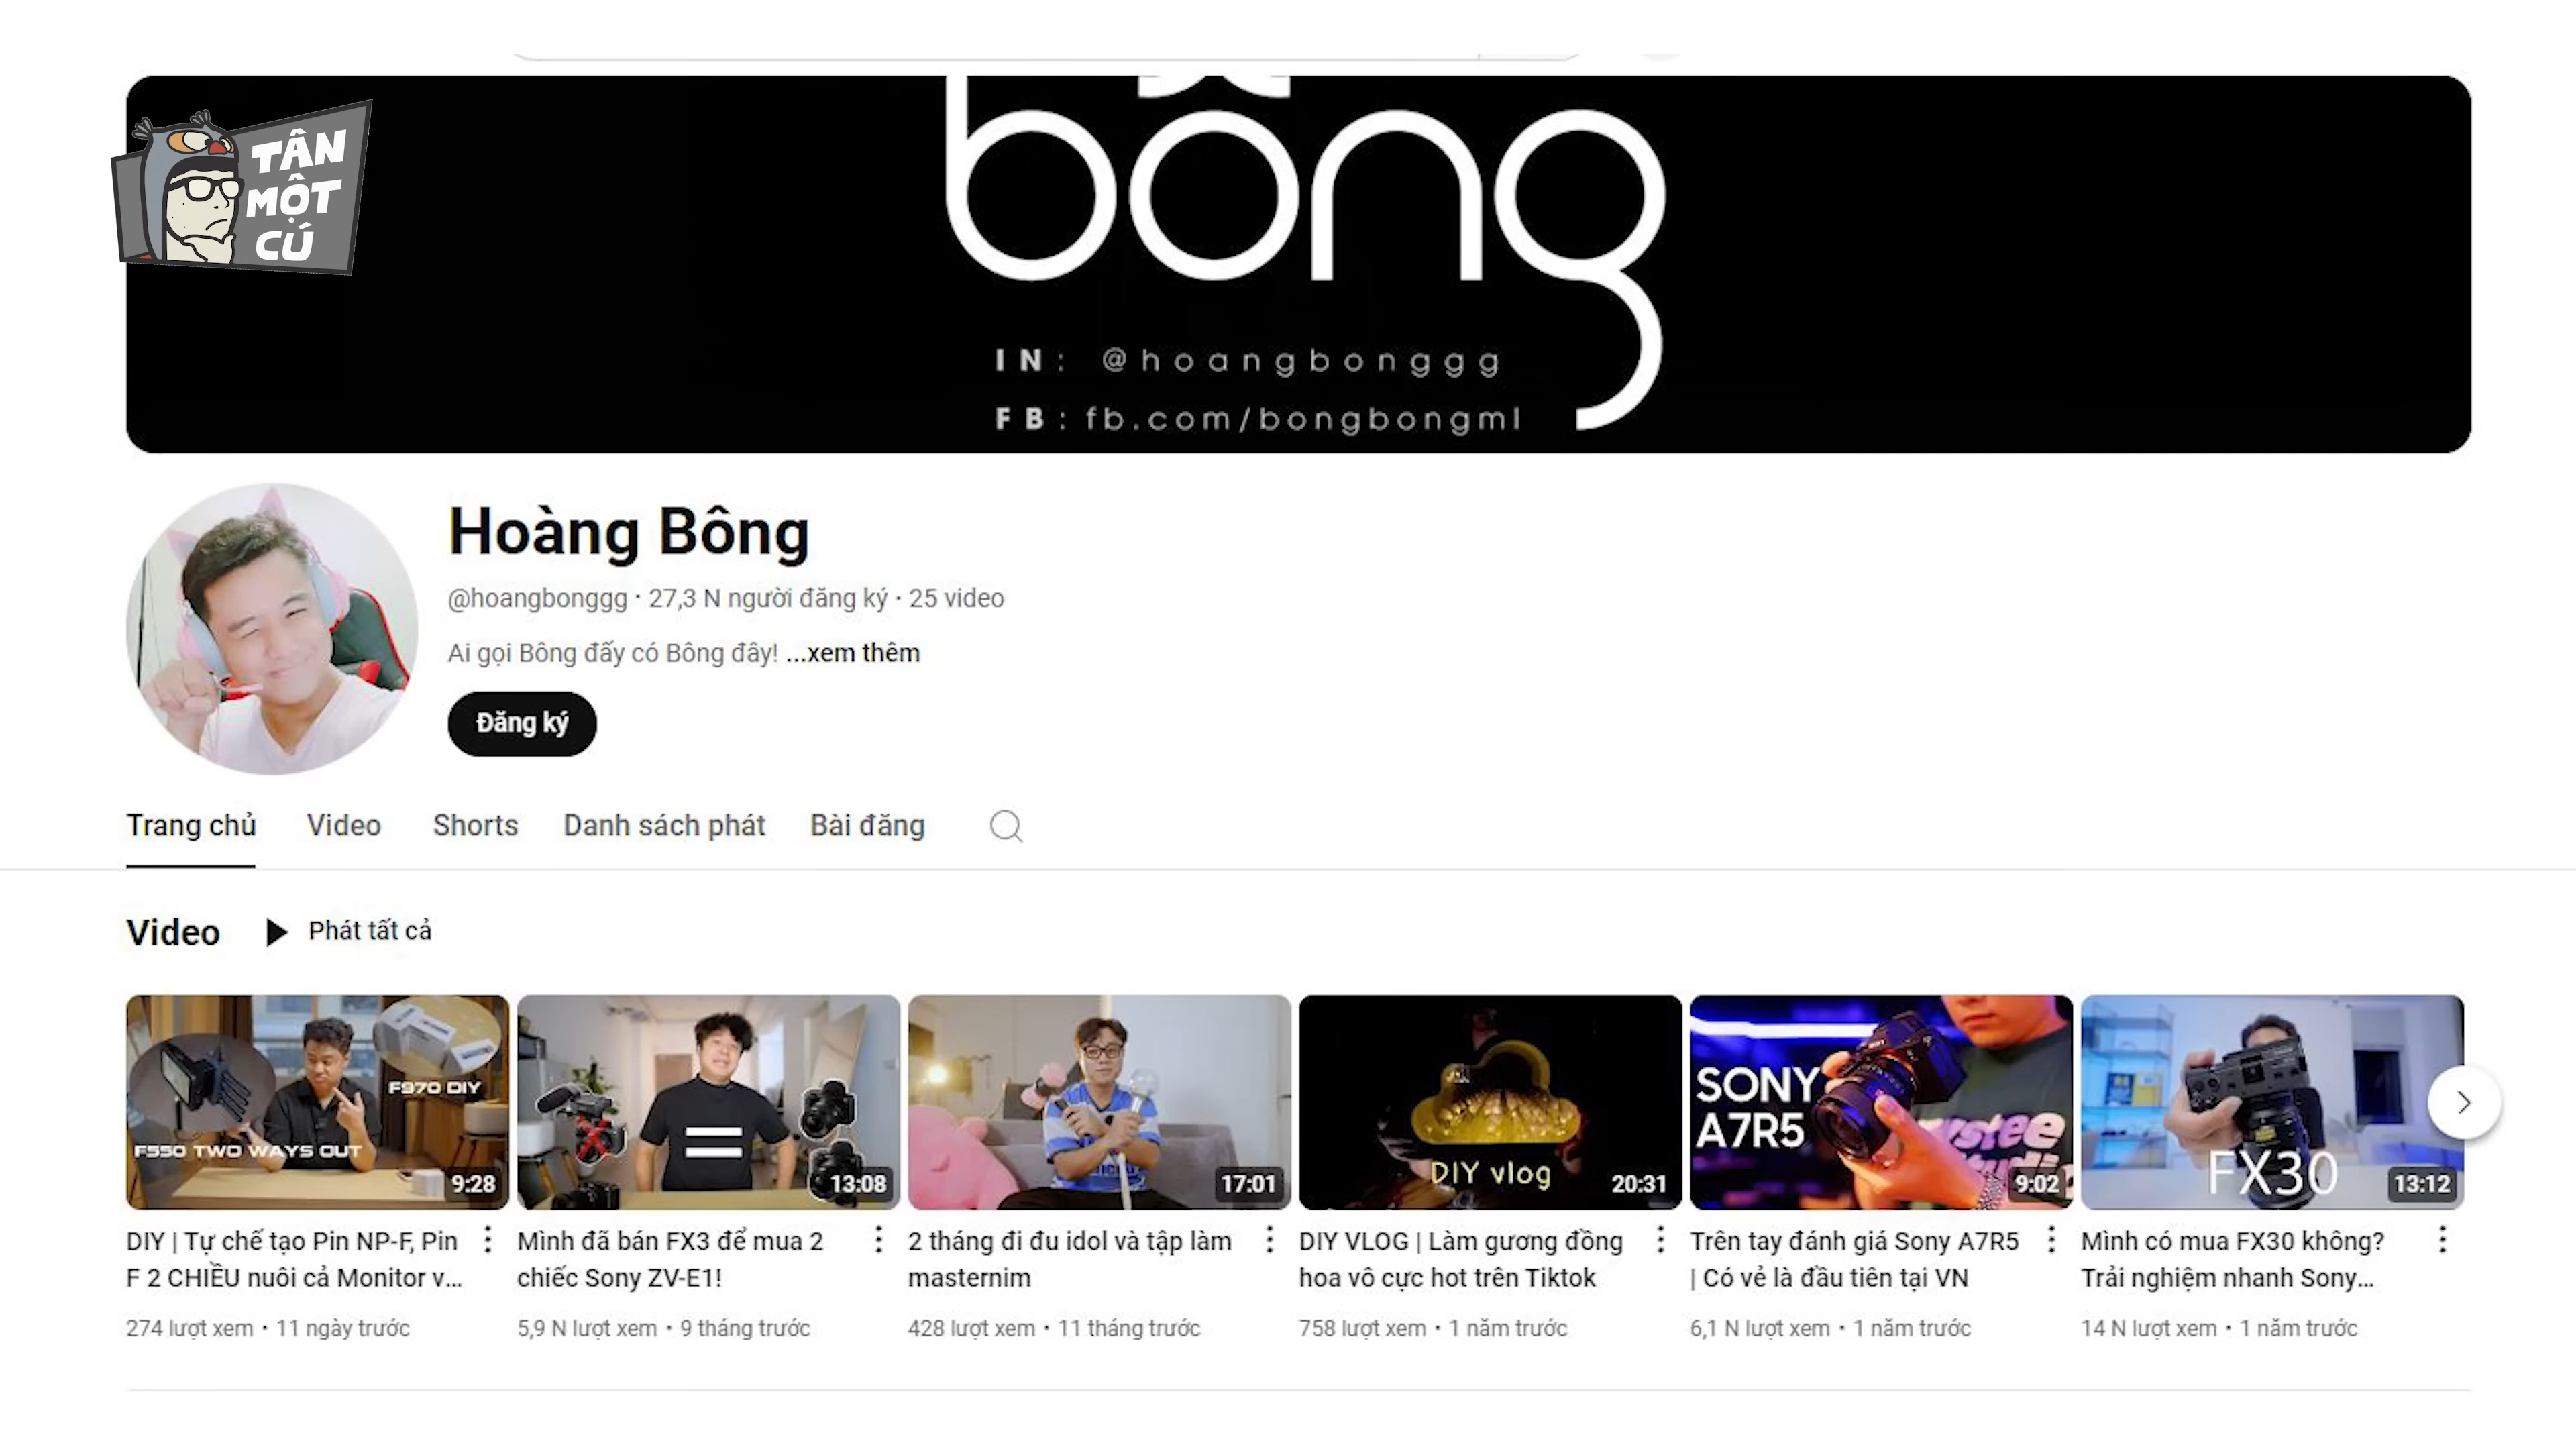 TÂN
MỘT
CÚ
bông
IN: @hoangbonggg
FB: fb.com/bongbongml
Hoàng Bông
@hoangbonggg · 27,3 N người đăng ký · 25 video
Ai gọi Bông đấy có Bông đây! ...xem thêm
Đăng ký
Trang chủ Video Shorts Danh sách phát Bài đăng
Video Phát tất cả
F970 DIY
F550 TWO WAYS OUT
9:28
13:08
17:01
DIY vlog
20:31
SONY
A7R5
9:02
FX30
13:12
DIY | Tự chế tạo Pin NP-F, Pin
F 2 CHIỀU nuôi cả Monitor v...
274 lượt xem · 11 ngày trước
Mình đã bán FX3 để mua 2
chiếc Sony ZV-E1!
5,9 N lượt xem · 9 tháng trước
2 tháng đi đu idol và tập làm
masternim
428 lượt xem · 11 tháng trước
DIY VLOG | Làm gương đồng
hoa vô cực hot trên Tiktok
758 lượt xem · 1 năm trước
Trên tay đánh giá Sony A7R5
| Có vẻ là đầu tiên tại VN
6,1 N lượt xem · 1 năm trước
Mình có mua FX30 không?
Trải nghiệm nhanh Sony...
14 N lượt xem · 1 năm trước